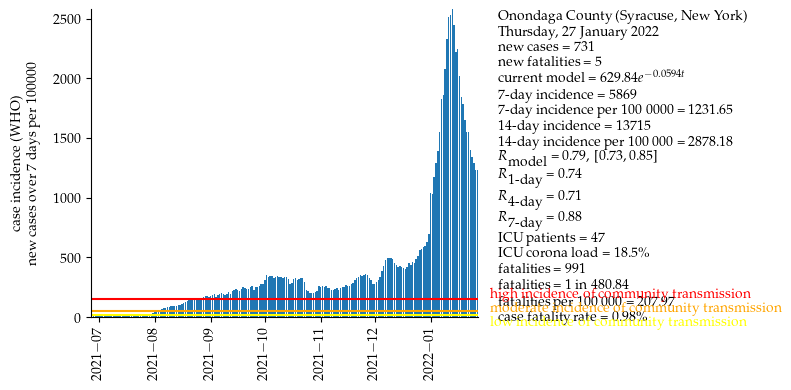 case incidence (WHO)
new cases over 7 days per 100000
2500
2000
1500
1000
500
0
2021−07
2021−08
2021−09
2021−10
2021−11
2021−12
2022−01
Onondaga County (Syracuse, New York)
Thursday, 27 January 2022
new cases = 731
new fatalities = 5
current model = 629.84e^{−0.0594t}
7-day incidence = 5869
7-day incidence per 100 0000 = 1231.65
14-day incidence = 13715
14-day incidence per 100 000 = 2878.18
R_model = 0.79, [0.73, 0.85]
R_1-day = 0.74
R_4-day = 0.71
R_7-day = 0.88
ICU patients = 47
ICU corona load = 18.5%
fatalities = 991
fatalities = 1 in 480.84
high incidence of community transmission
fatalities per 100 000 = 207.97
moderate incidence of community transmission
case fatality rate = 0.98%
low incidence of community transmission